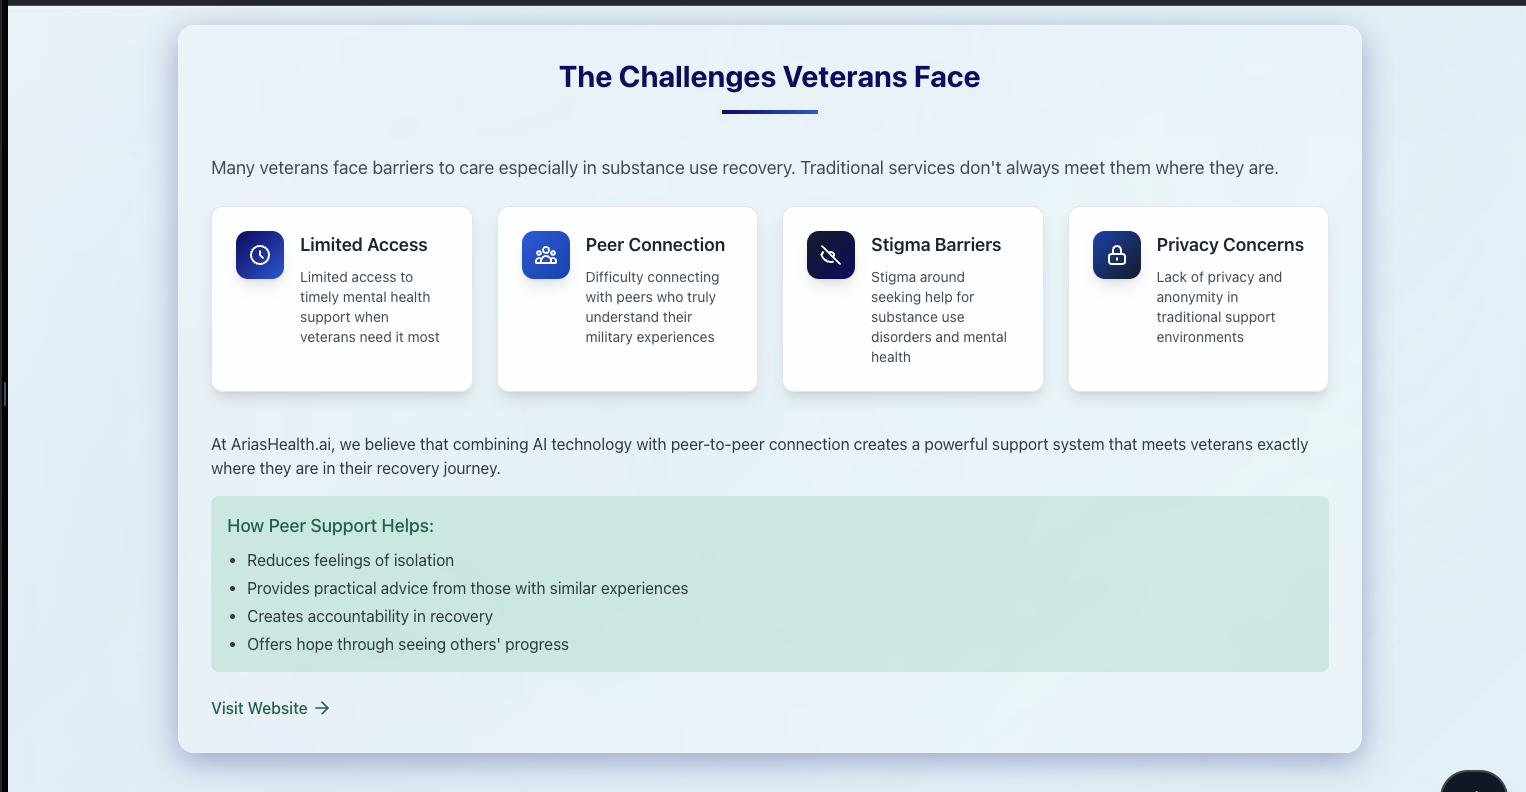 The Challenges Veterans Face
Many veterans face barriers to care especially in substance use recovery. Traditional services don't always meet them where they are.
Limited Access
Limited access to
timely mental health
support when
veterans need it most
Peer Connection
Difficulty connecting
with peers who truly
understand their
military experiences
Stigma Barriers
Stigma around
seeking help for
substance use
disorders and mental
health
Privacy Concerns
Lack of privacy and
anonymity in
traditional support
environments
At AriasHealth.ai, we believe that combining AI technology with peer-to-peer connection creates a powerful support system that meets veterans exactly
where they are in their recovery journey.
How Peer Support Helps:
• Reduces feelings of isolation
• Provides practical advice from those with similar experiences
• Creates accountability in recovery
• Offers hope through seeing others' progress
Visit Website →